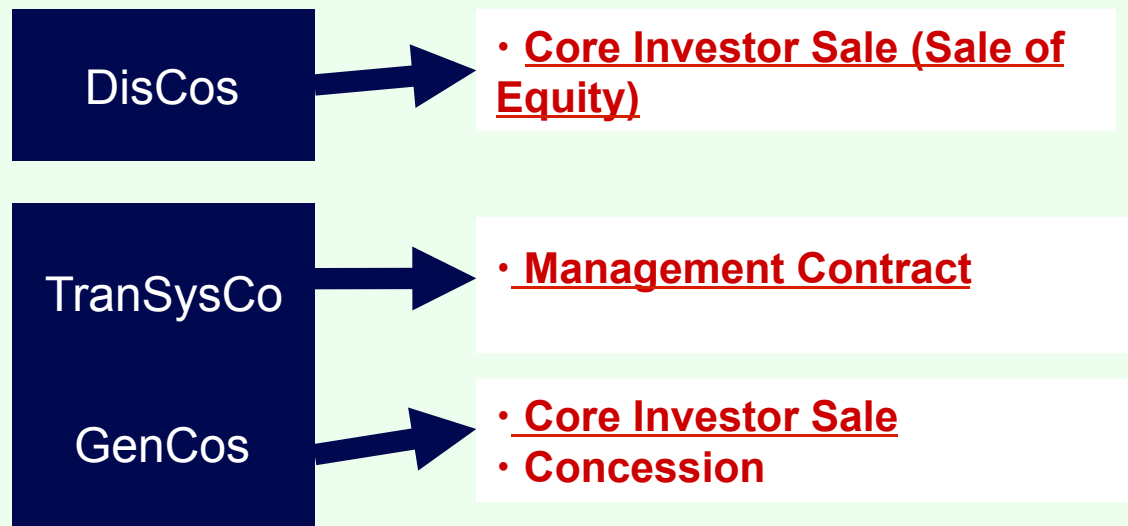 DisCos
· Core Investor Sale (Sale of
Equity)
TranSysCo
· Management Contract
GenCos
· Core Investor Sale
· Concession